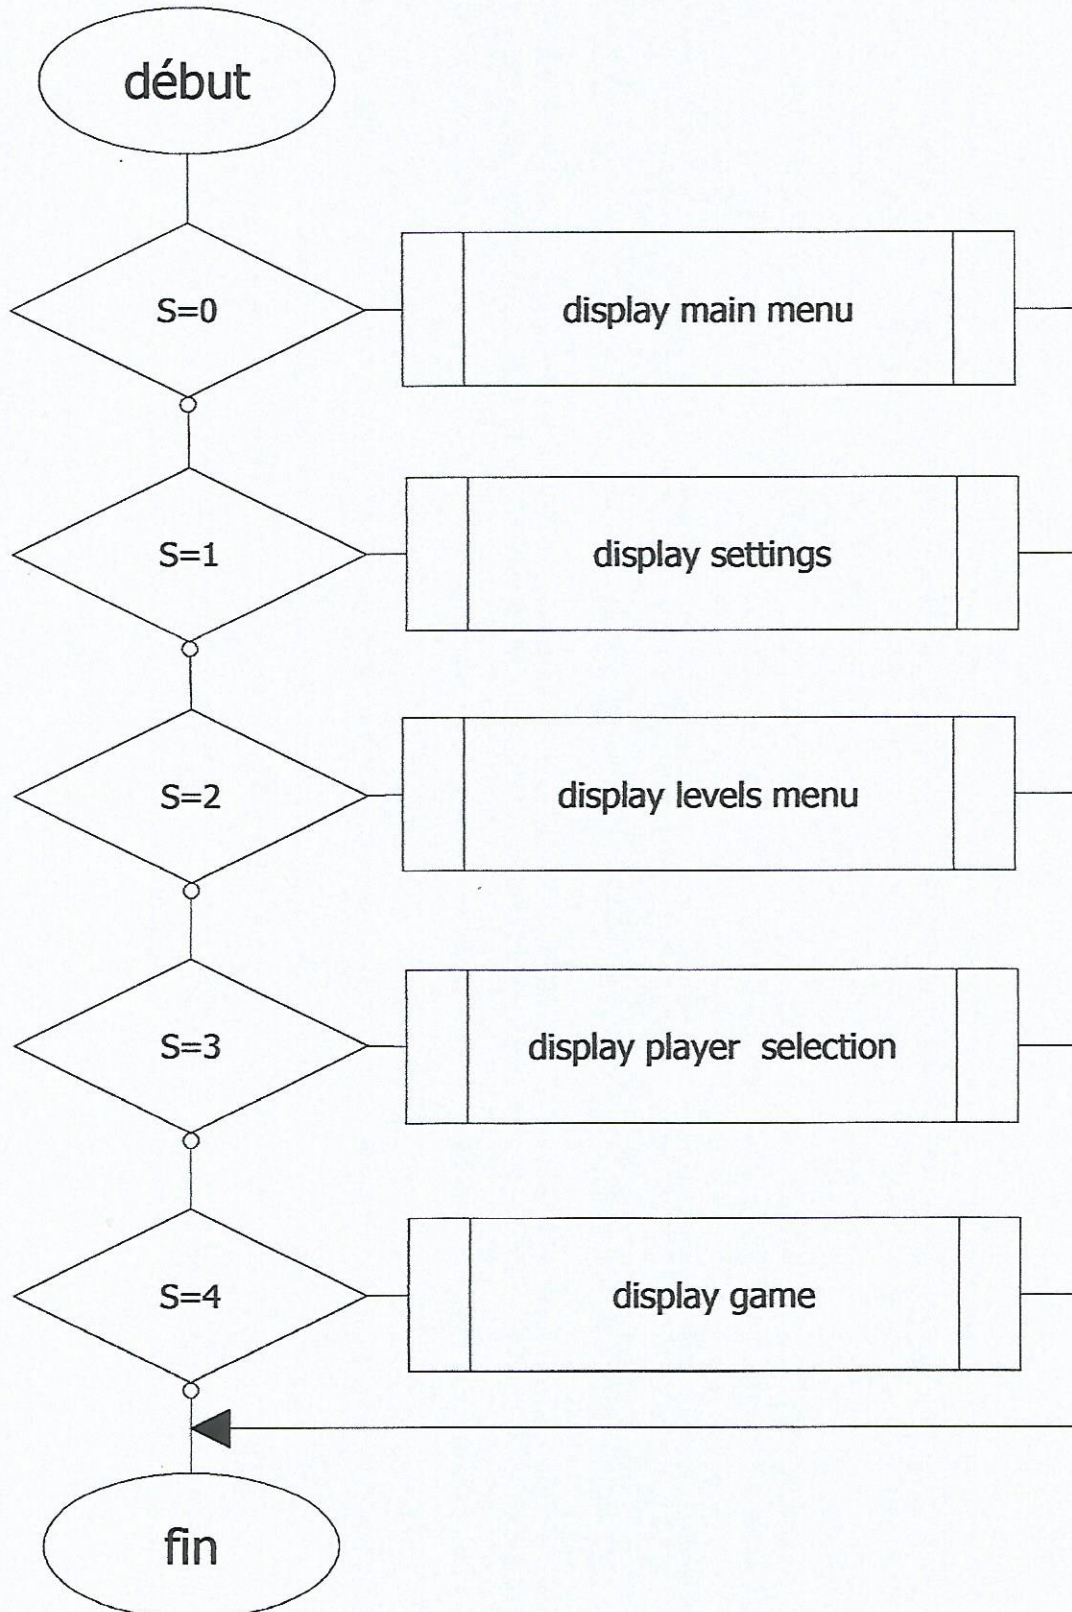 début
S=0
display main menu
S=1
display settings
S=2
display levels menu
S=3
display player  selection
S=4
display game
fin